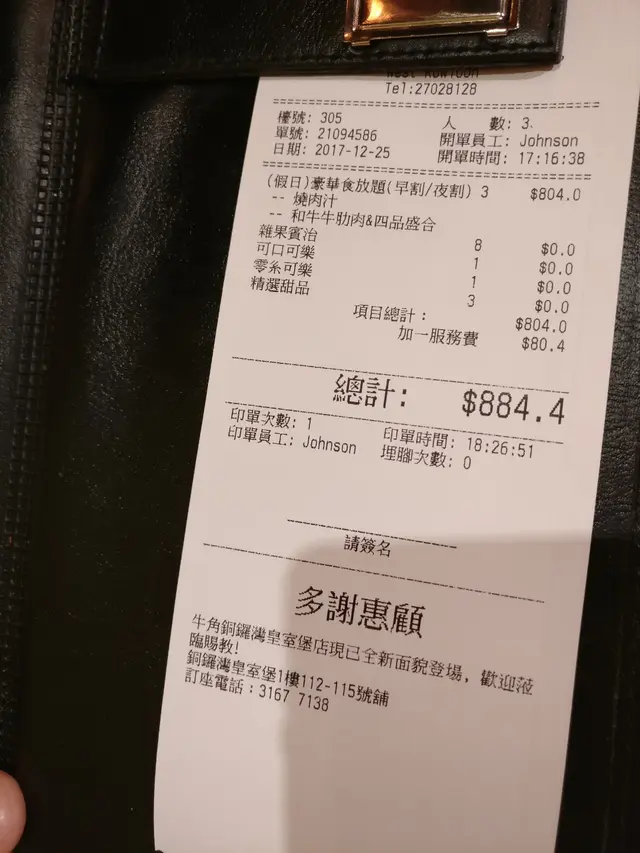 West Kowloon
Tel:27028128
檯號: 305 人 數: 3
單號: 21094586 開單員工: Johnson
日期: 2017-12-25 開單時間: 17:16:38
(假日)豪華食放題(早割/夜割) 3 $804.0
-- 燒肉汁
-- 和牛牛肋肉&四品盛合
雜果賓治 8 $0.0
可口可樂 1 $0.0
零系可樂 1 $0.0
精選甜品 3 $0.0
項目總計: $804.0
加一服務費 $80.4
總計: $884.4
印單次數: 1 印單時間: 18:26:51
印單員工: Johnson 埋腳次數: 0
請簽名
多謝惠顧
牛角銅鑼灣皇室堡店現已全新面貌登場, 歡迎蒞
臨賜教!
銅鑼灣皇室堡1樓112-115號舖
訂座電話:3167 7138